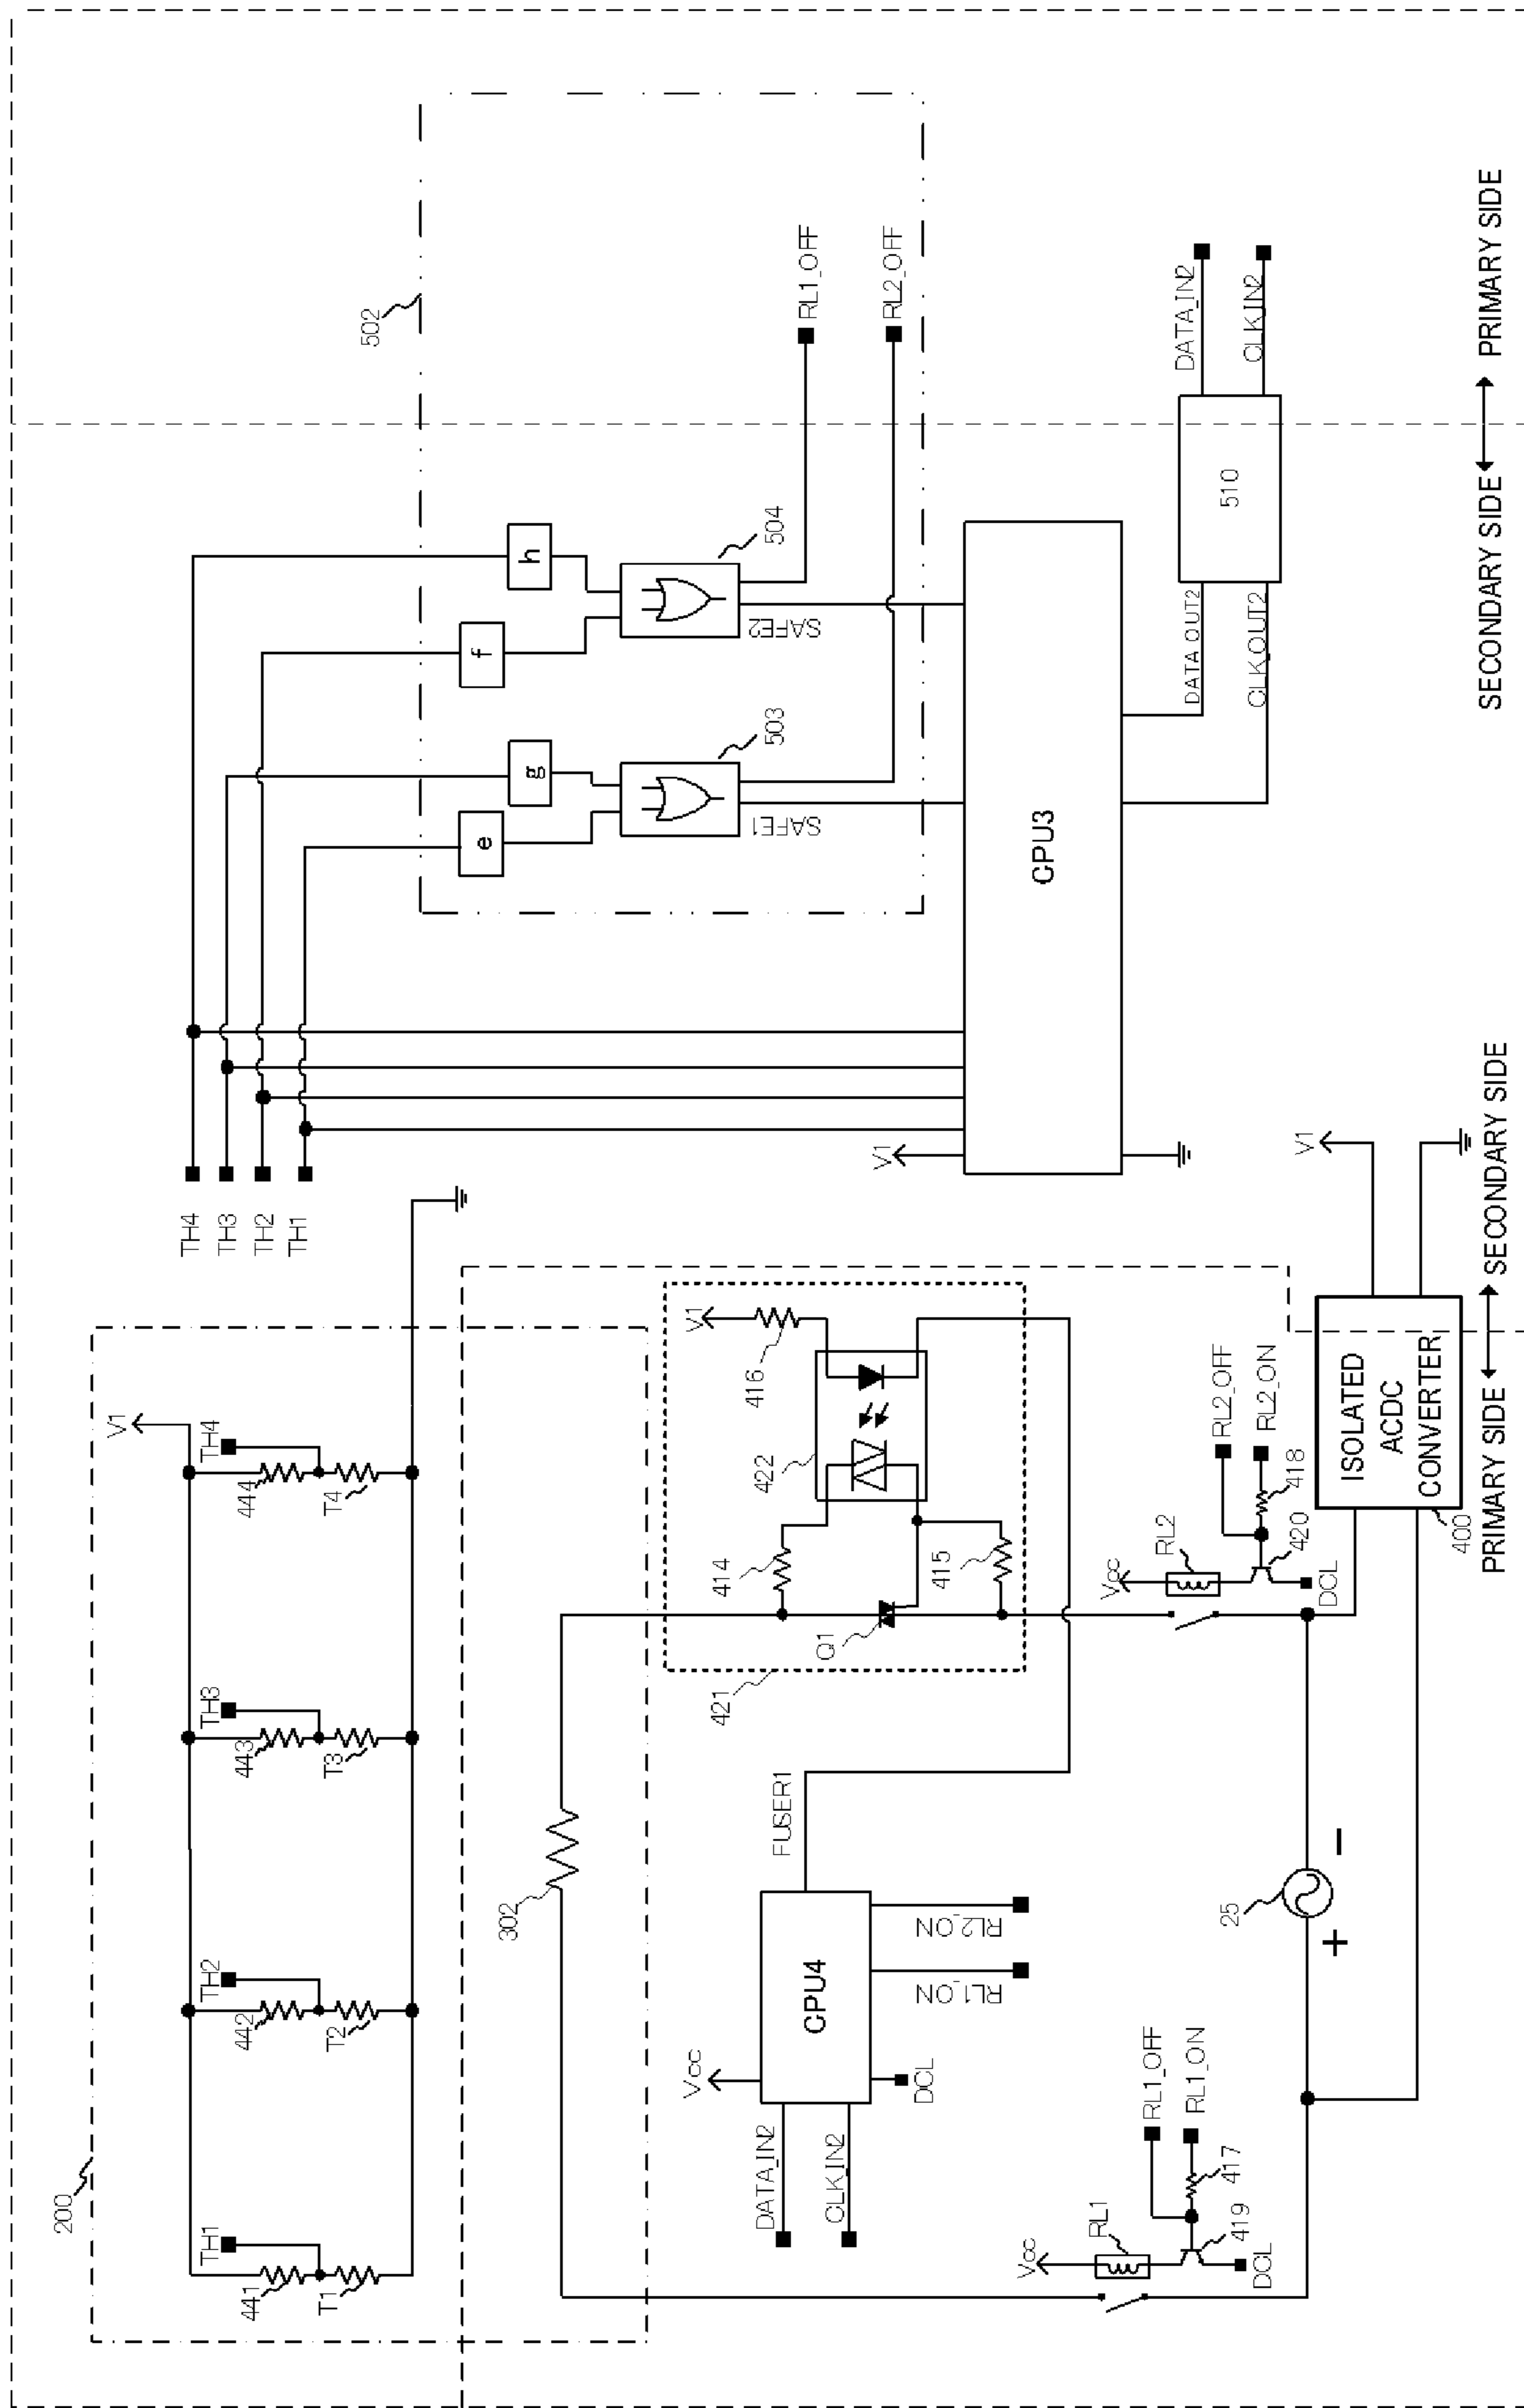 200
V1
TH1
TH2
TH3
TH4
441
442
443
444
T1
T2
T3
T4
302
DATA_IN2
CLK_IN2
Vcc
CPU4
DCL
FUSER1
RL1_ON
RL2_ON
421
Q1
414
415
422
416
V1
Vcc
RL1
RL1_OFF
RL1_ON
417
419
DCL
25
+
−
Vcc
RL2
RL2_OFF
RL2_ON
418
420
DCL
ISOLATED
ACDC
CONVERTER
400
V1
PRIMARY SIDE
SECONDARY SIDE
TH4
TH3
TH2
TH1
V1
CPU3
502
e
g
f
h
503
504
SAFE1
SAFE2
RL1_OFF
RL2_OFF
DATA OUT2
CLK_OUT2
510
DATA_IN2
CLK_IN2
SECONDARY SIDE
PRIMARY SIDE